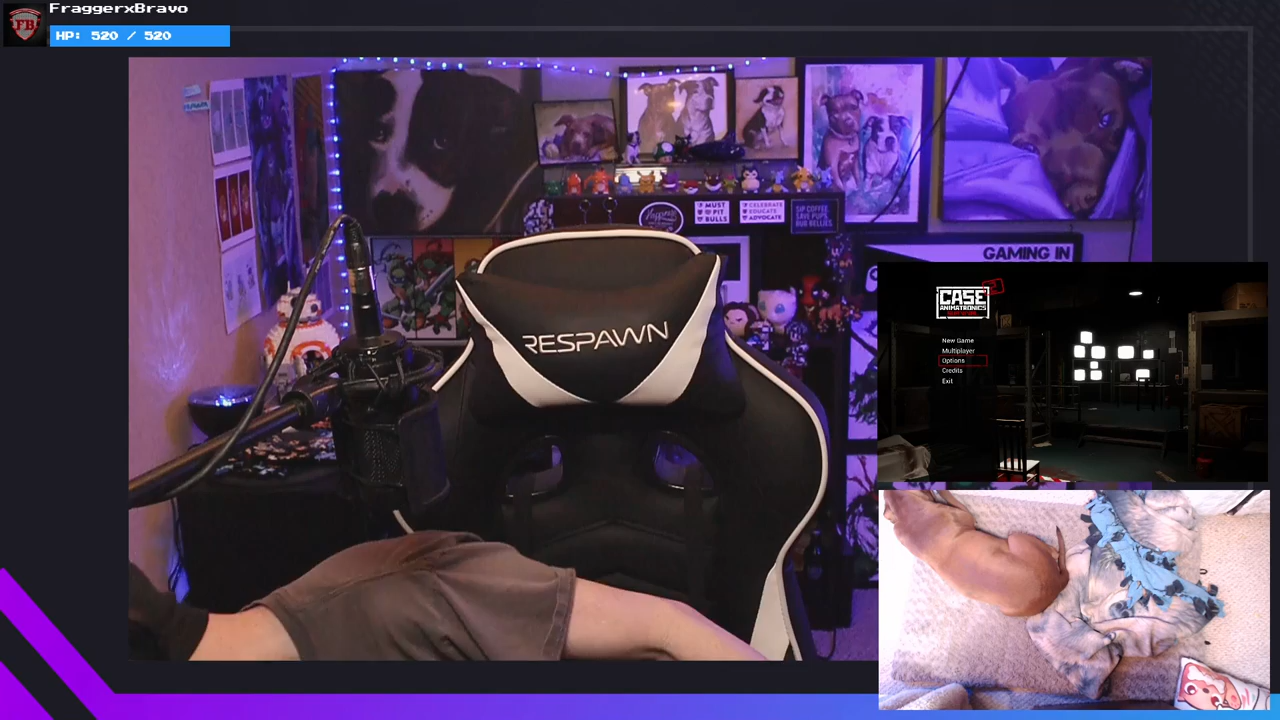 FraggerxBravo
HP: 520 / 520
FB
MUST
PIT
BULLS
CELEBRATE
EDUCATE
ADVOCATE
SIP COFFEE
SAVE PUPS
RUB BELLIES
GAMING IN
RESPAWN
CASE
ANIMATRONICS
New Game
Multiplayer
Options
Credits
Exit